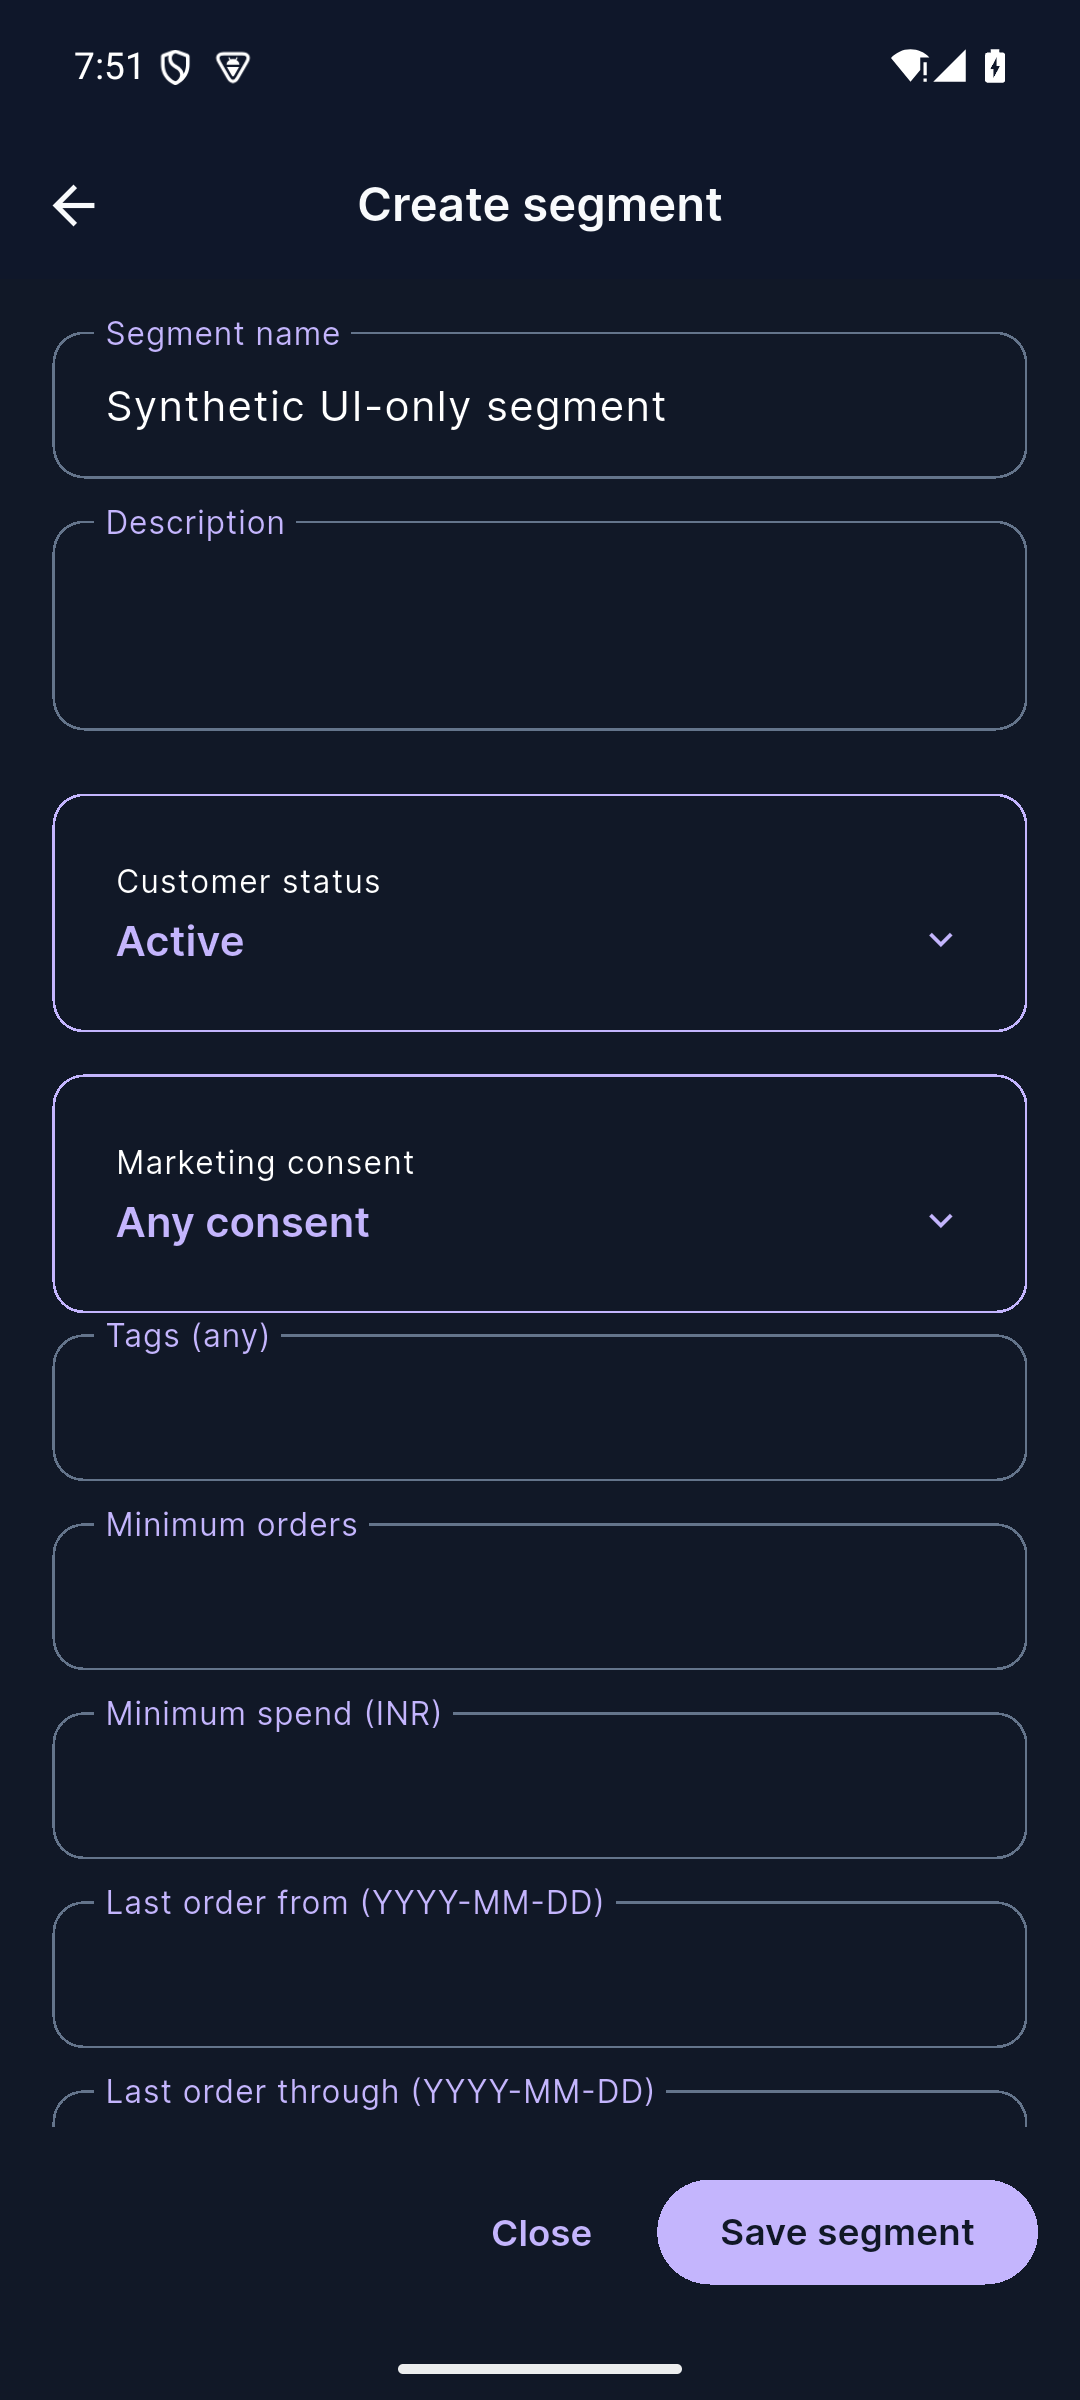 7:51
Create segment
Segment name
Synthetic UI-only segment
Description
Customer status
Active
Marketing consent
Any consent
Tags (any)
Minimum orders
Minimum spend (INR)
Last order from (YYYY-MM-DD)
Last order through (YYYY-MM-DD)
Close
Save segment